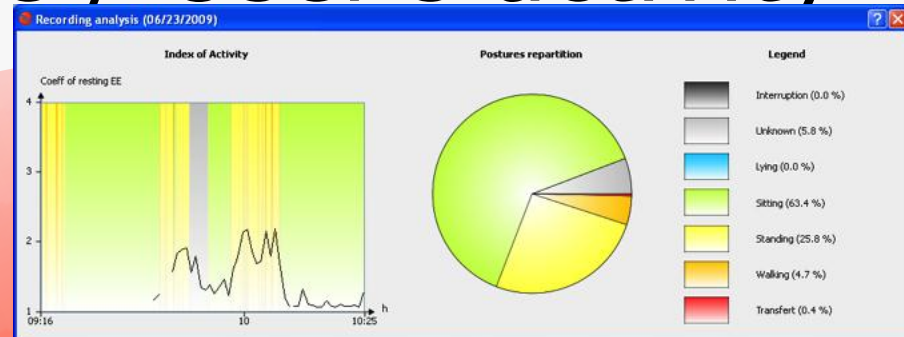 Recording analysis (06/23/2009)
Index of Activity
Coeff of resting EE
4
3
2
1
09:16
10
10:25
h
Postures repartition
Legend
Interruption (0.0 %)
Unknown (5.8 %)
Lying (0.0 %)
Sitting (63.4 %)
Standing (25.8 %)
Walking (4.7 %)
Transfert (0.4 %)